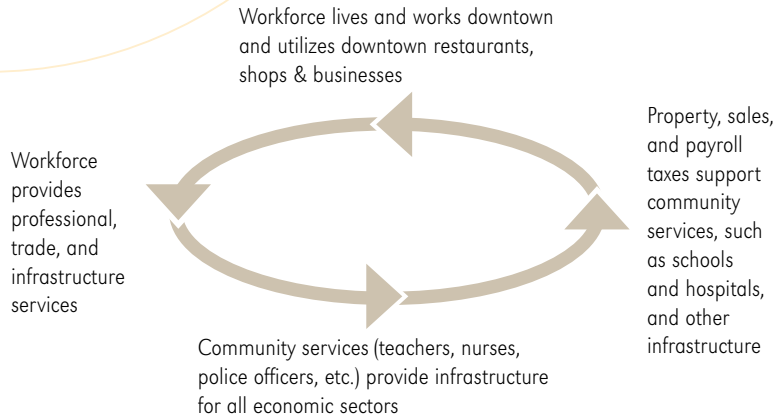 Workforce lives and works downtown
and utilizes downtown restaurants,
shops & businesses
Property, sales,
and payroll
taxes support
community
services, such
as schools
and hospitals,
and other
infrastructure
Workforce
provides
professional,
trade, and
infrastructure
services
Community services (teachers, nurses,
police officers, etc.) provide infrastructure
for all economic sectors